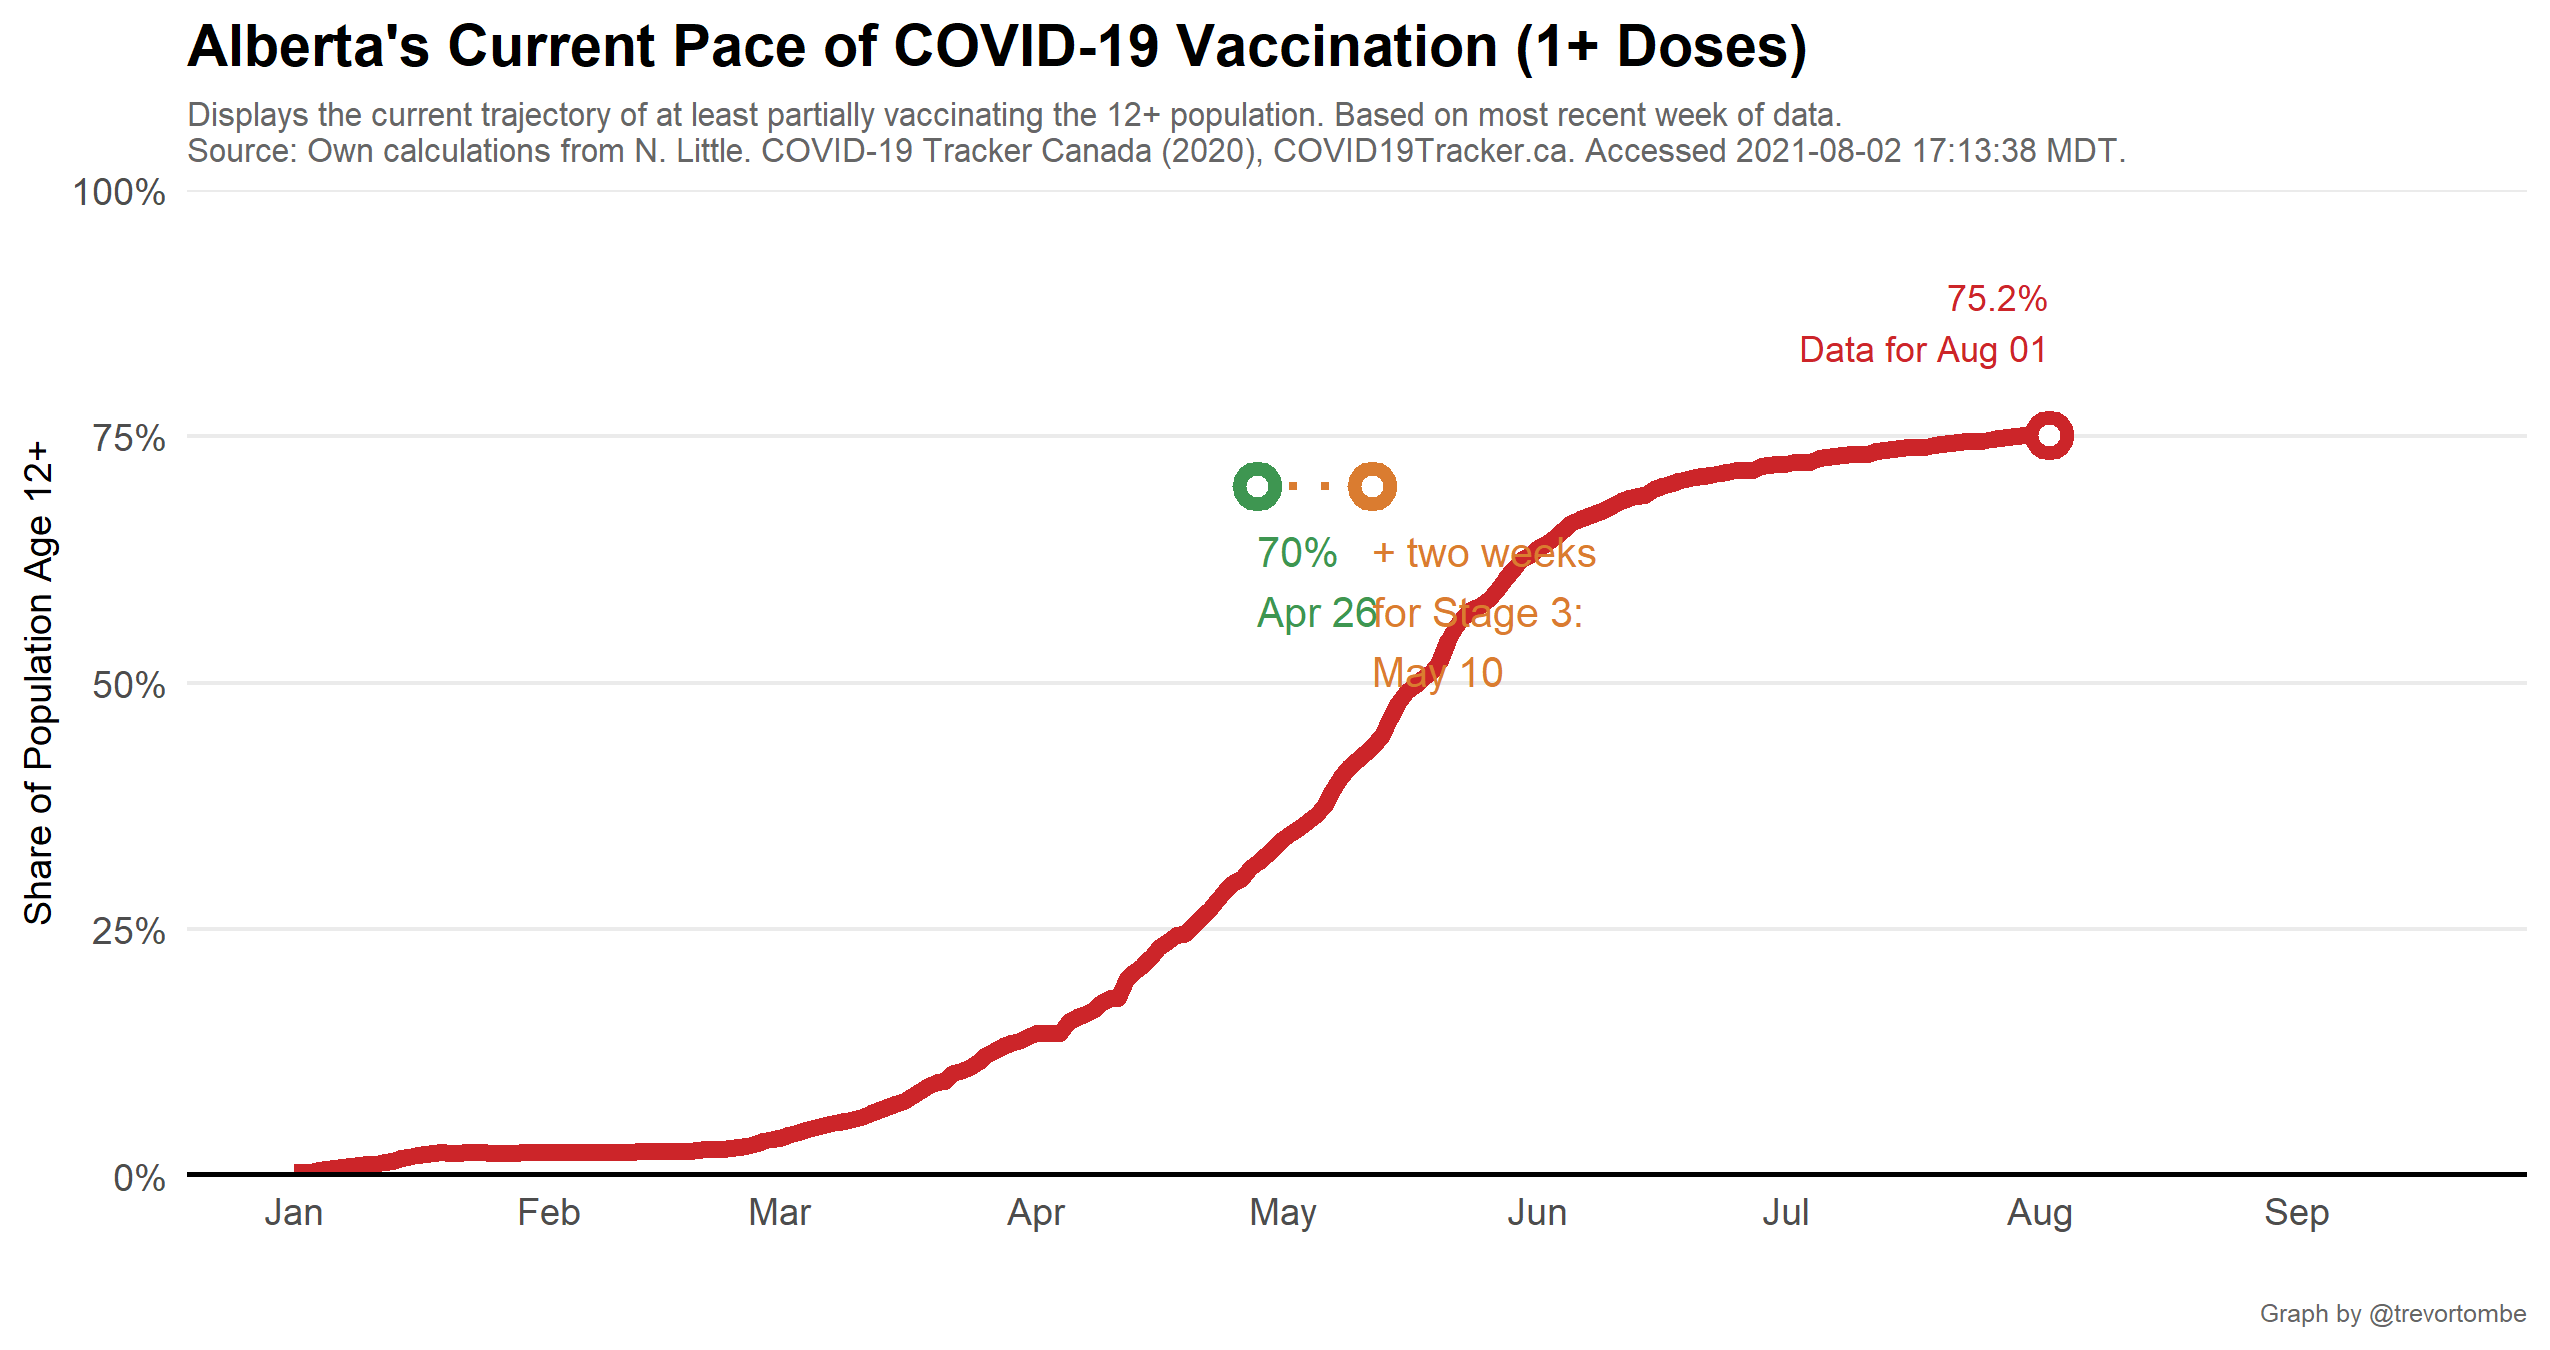 Alberta's Current Pace of COVID-19 Vaccination (1+ Doses)
Displays the current trajectory of at least partially vaccinating the 12+ population. Based on most recent week of data.
Source: Own calculations from N. Little. COVID-19 Tracker Canada (2020), COVID19Tracker.ca. Accessed 2021-08-02 17:13:38 MDT.
Share of Population Age 12+
100%
75%
50%
25%
0%
75.2%
Data for Aug 01
70%
Apr 26
+ two weeks
for Stage 3:
May 10
Jan
Feb
Mar
Apr
May
Jun
Jul
Aug
Sep
Graph by @trevortombe